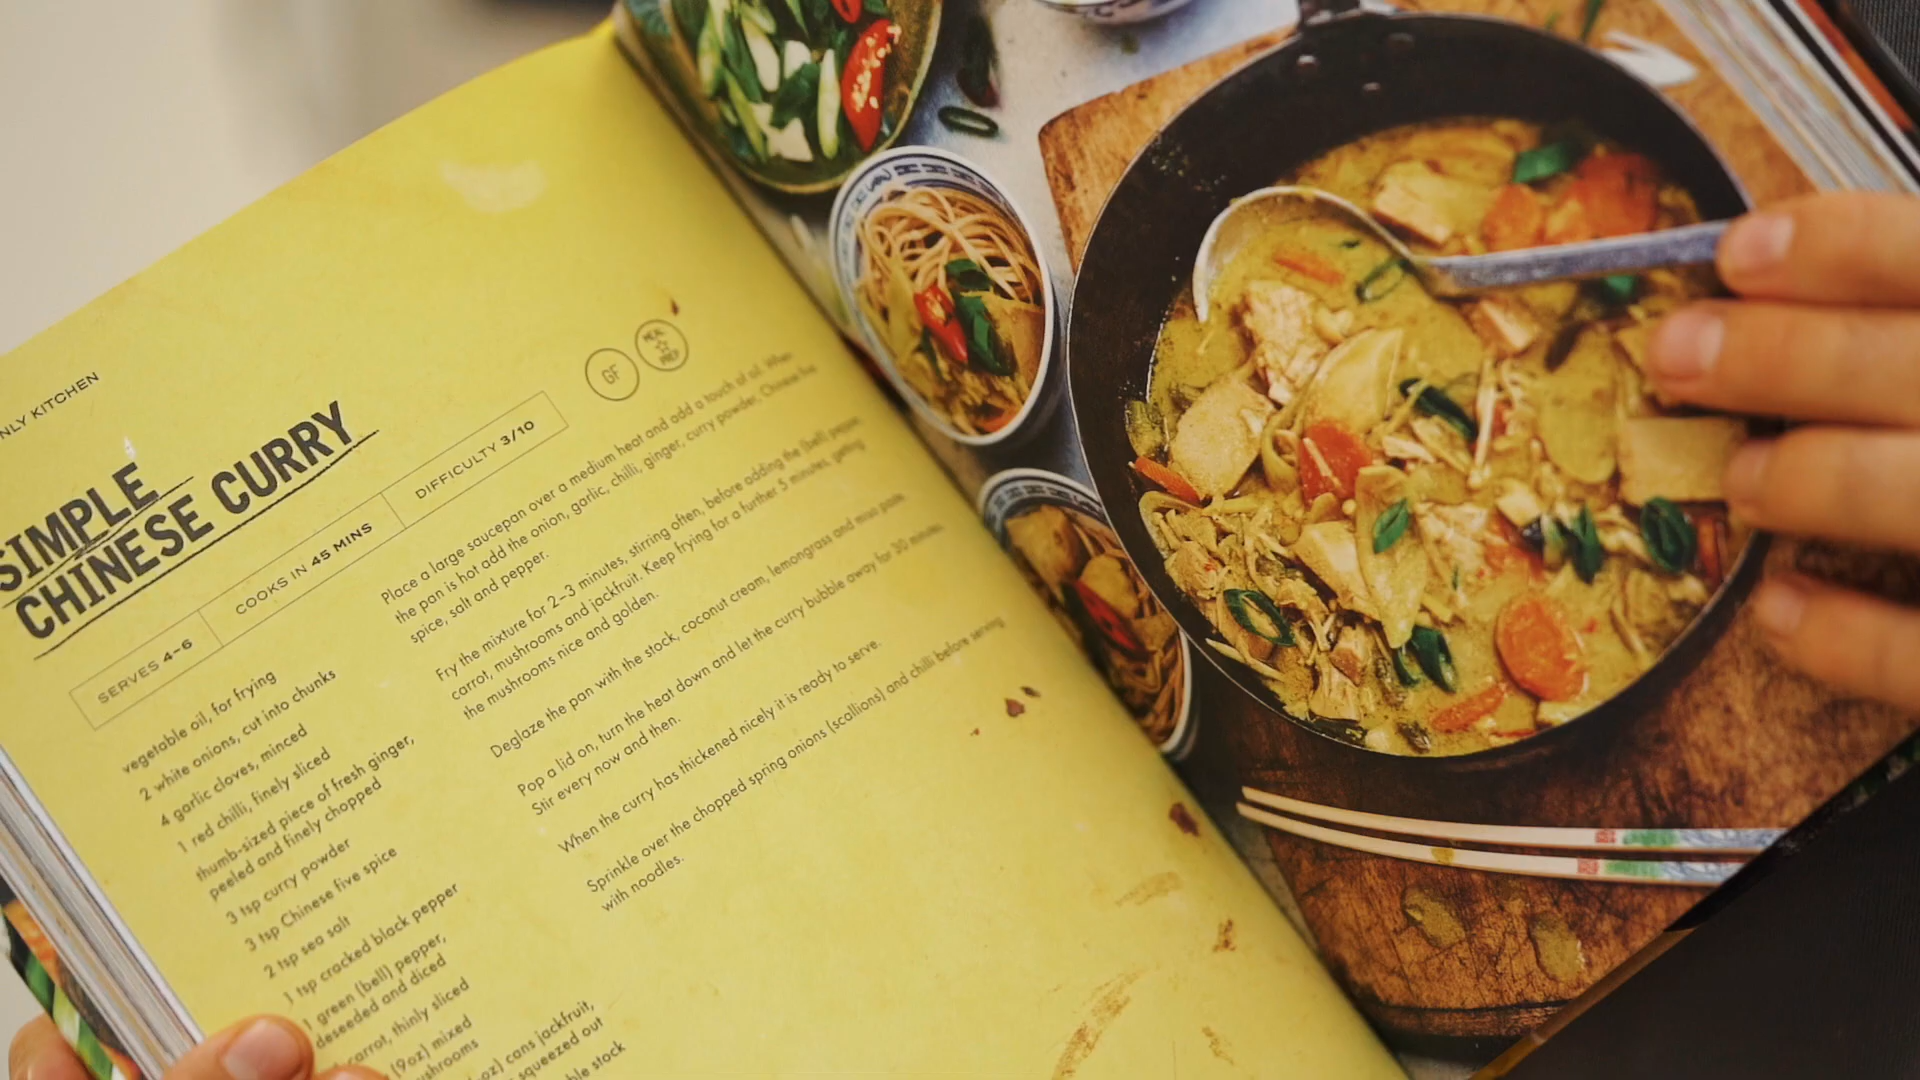 NLY KITCHEN
SIMPLE
CHINESE CURRY
SERVES 4–6
COOKS IN 45 MINS
DIFFICULTY 3/10
GF
MEAL
PREP
vegetable oil, for frying
2 white onions, cut into chunks
4 garlic cloves, minced
1 red chilli, finely sliced
thumb-sized piece of fresh ginger,
peeled and finely chopped
3 tsp curry powder
3 tsp Chinese five spice
2 tsp sea salt
1 tsp cracked black pepper
1 green (bell) pepper,
deseeded and diced
carrot, thinly sliced
(9oz) mixed
shrooms
oz) cans jackfruit,
squeezed out
ble stock
Place a large saucepan over a medium heat and add a touch of oil. When
the pan is hot add the onion, garlic, chilli, ginger, curry powder, Chinese five
spice, salt and pepper.
Fry the mixture for 2–3 minutes, stirring often, before adding the (bell) pepper,
carrot, mushrooms and jackfruit. Keep frying for a further 5 minutes, getting
the mushrooms nice and golden.
Deglaze the pan with the stock, coconut cream, lemongrass and miso paste.
Pop a lid on, turn the heat down and let the curry bubble away for 30 minutes.
Stir every now and then.
When the curry has thickened nicely it is ready to serve.
Sprinkle over the chopped spring onions (scallions) and chilli before serving
with noodles.